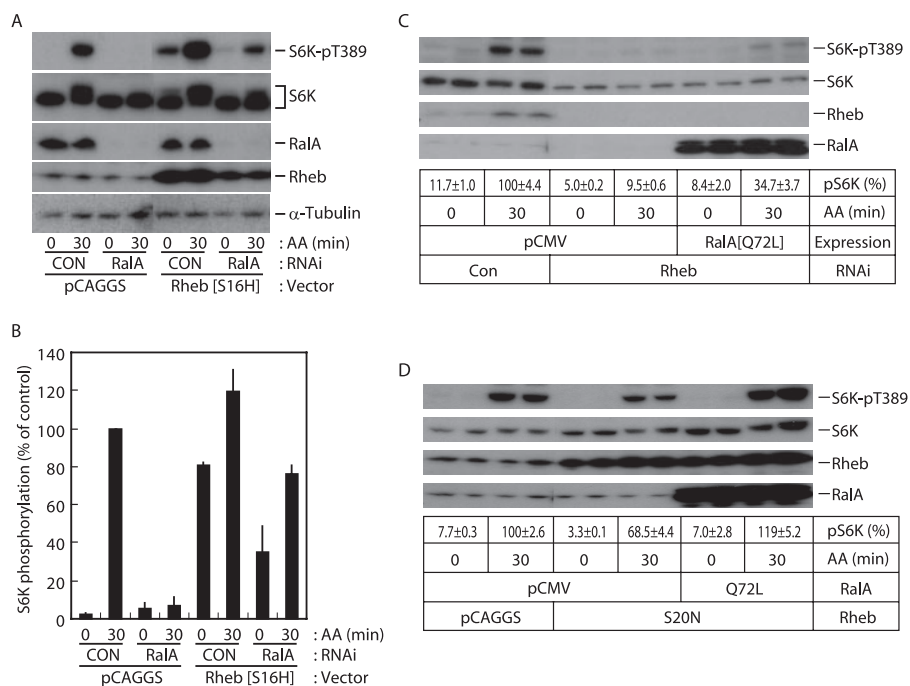 A
S6K-pT389
S6K
RalA
Rheb
α-Tubulin
0 30 0 30 0 30 0 30 : AA (min)
CON RalA CON RalA : RNAi
pCAGGS Rheb [S16H] : Vector
B
S6K phosphorylation (% of control)
140
120
100
80
60
40
20
0
0 30 0 30 0 30 0 30 : AA (min)
CON RalA CON RalA : RNAi
pCAGGS Rheb [S16H] : Vector
C
S6K-pT389
S6K
Rheb
RalA
11.7±1.0 100±4.4 5.0±0.2 9.5±0.6 8.4±2.0 34.7±3.7 pS6K (%)
0 30 0 30 0 30 AA (min)
pCMV RalA[Q72L] Expression
Con Rheb RNAi
D
S6K-pT389
S6K
Rheb
RalA
7.7±0.3 100±2.6 3.3±0.1 68.5±4.4 7.0±2.8 119±5.2 pS6K (%)
0 30 0 30 0 30 AA (min)
pCMV Q72L RalA
pCAGGS S20N Rheb